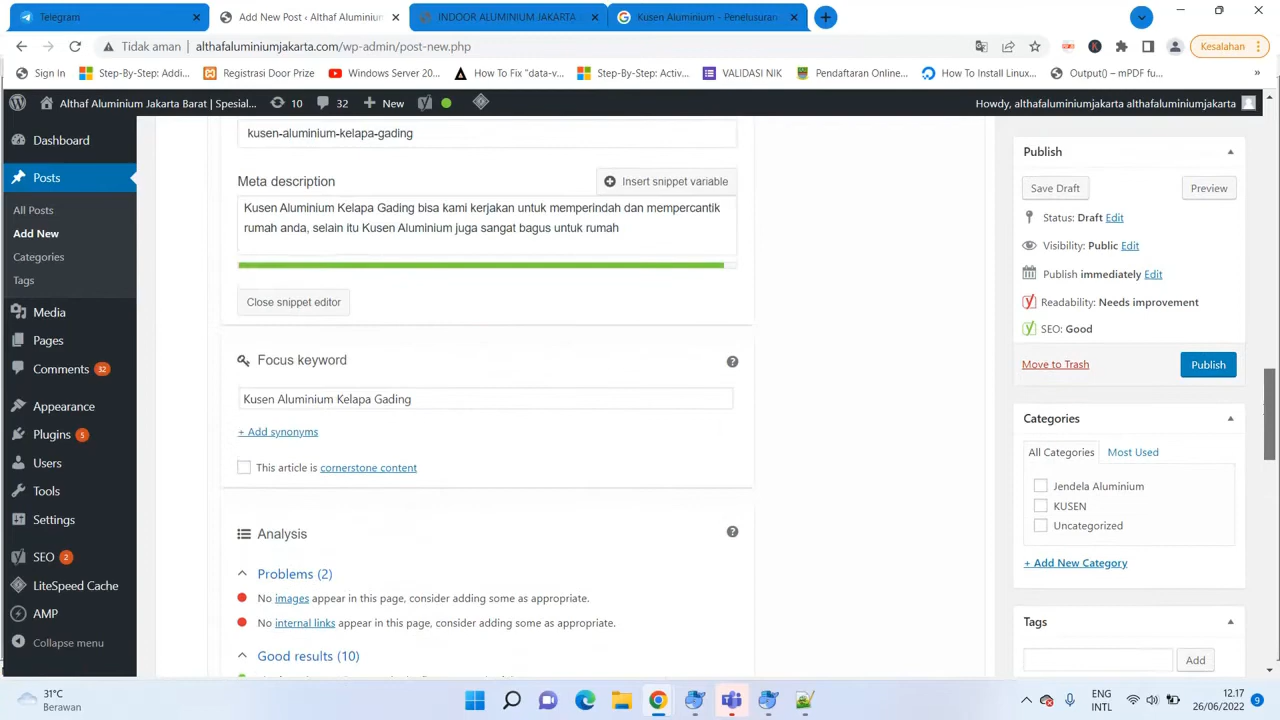 Telegram
Add New Post ‹ Althaf Aluminium
INDOOR ALUMINIUM JAKARTA
Kusen Aluminium - Penelusuran
Tidak aman
althafaluminiumjakarta.com/wp-admin/post-new.php
Kesalahan
Sign In
Step-By-Step: Addi...
Registrasi Door Prize
Windows Server 20...
How To Fix "data-v...
Step-By-Step: Activ...
VALIDASI NIK
Pendaftaran Online...
How To Install Linux...
Output() – mPDF fu...
»
Althaf Aluminium Jakarta Barat | Spesial...
10
32
New
Howdy, althafaluminiumjakarta althafaluminiumjakarta
Dashboard
Posts
All Posts
Add New
Categories
Tags
Media
Pages
Comments 32
Appearance
Plugins 5
Users
Tools
Settings
SEO 2
LiteSpeed Cache
AMP
Collapse menu
kusen-aluminium-kelapa-gading
Meta description
Insert snippet variable
Kusen Aluminium Kelapa Gading bisa kami kerjakan untuk memperindah dan mempercantik
rumah anda, selain itu Kusen Aluminium juga sangat bagus untuk rumah
Close snippet editor
Focus keyword
Kusen Aluminium Kelapa Gading
+ Add synonyms
This article is cornerstone content
Analysis
Problems (2)
No images appear in this page, consider adding some as appropriate.
No internal links appear in this page, consider adding some as appropriate.
Good results (10)
Publish
Save Draft
Preview
Status: Draft Edit
Visibility: Public Edit
Publish immediately Edit
Readability: Needs improvement
SEO: Good
Move to Trash
Publish
Categories
All Categories
Most Used
Jendela Aluminium
KUSEN
Uncategorized
+ Add New Category
Tags
Add
31°C
Berawan
ENG
INTL
12.17
26/06/2022
9